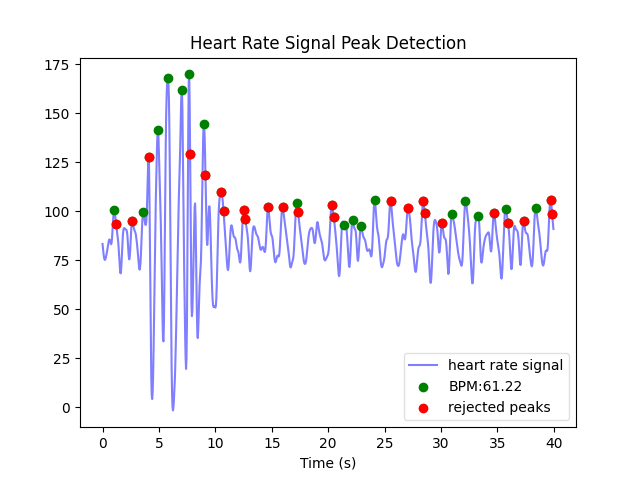 Heart Rate Signal Peak Detection
175
150
125
100
75
50
25
0
heart rate signal
BPM:61.22
rejected peaks
0 5 10 15 20 25 30 35 40
Time (s)